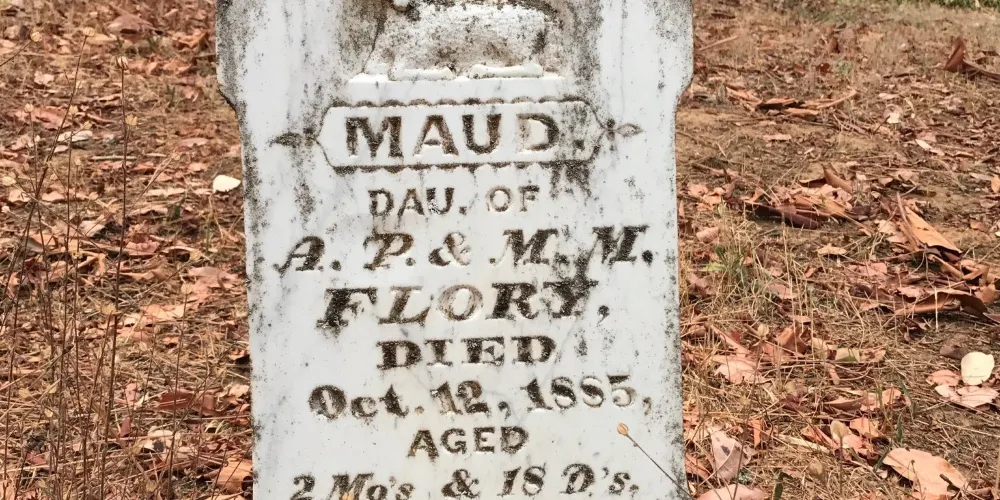 MAUD.
DAU. OF
A. P. & M. M.
FLORY,
DIED
Oct. 12, 1885,
AGED
2 Mo's & 18 D's.